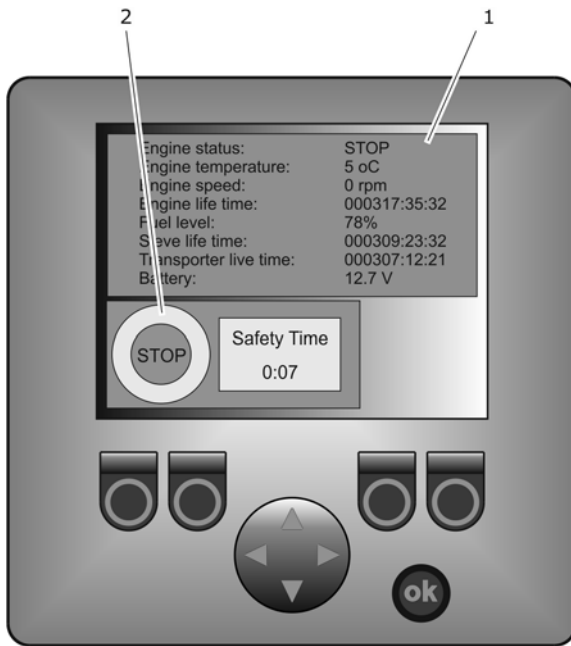 2 1
Engine status: STOP
Engine temperature: 5 oC
Engine speed: 0 rpm
Engine life time: 000317:35:32
Fuel level: 78%
Sieve life time: 000309:23:32
Transporter live time: 000307:12:21
Battery: 12.7 V
STOP
Safety Time
0:07
ok